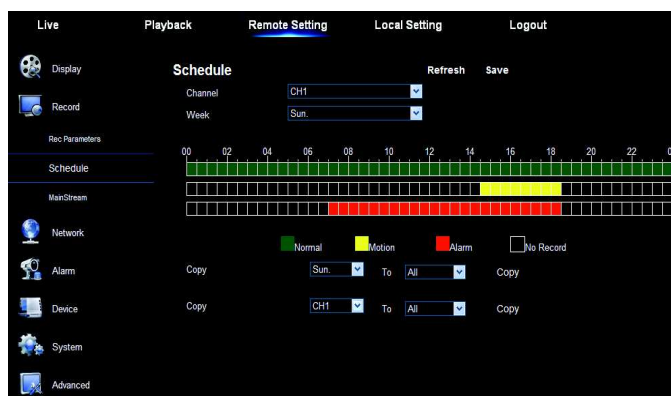 Live Playback Remote Setting Local Setting Logout
Display
Record
Rec Parameters
Schedule
MainStream
Network
Alarm
Device
System
Advanced
Schedule Refresh Save
Channel CH1
Week Sun.
00 02 04 06 08 10 12 14 16 18 20 22
Normal Motion Alarm No Record
Copy Sun. To All Copy
Copy CH1 To All Copy